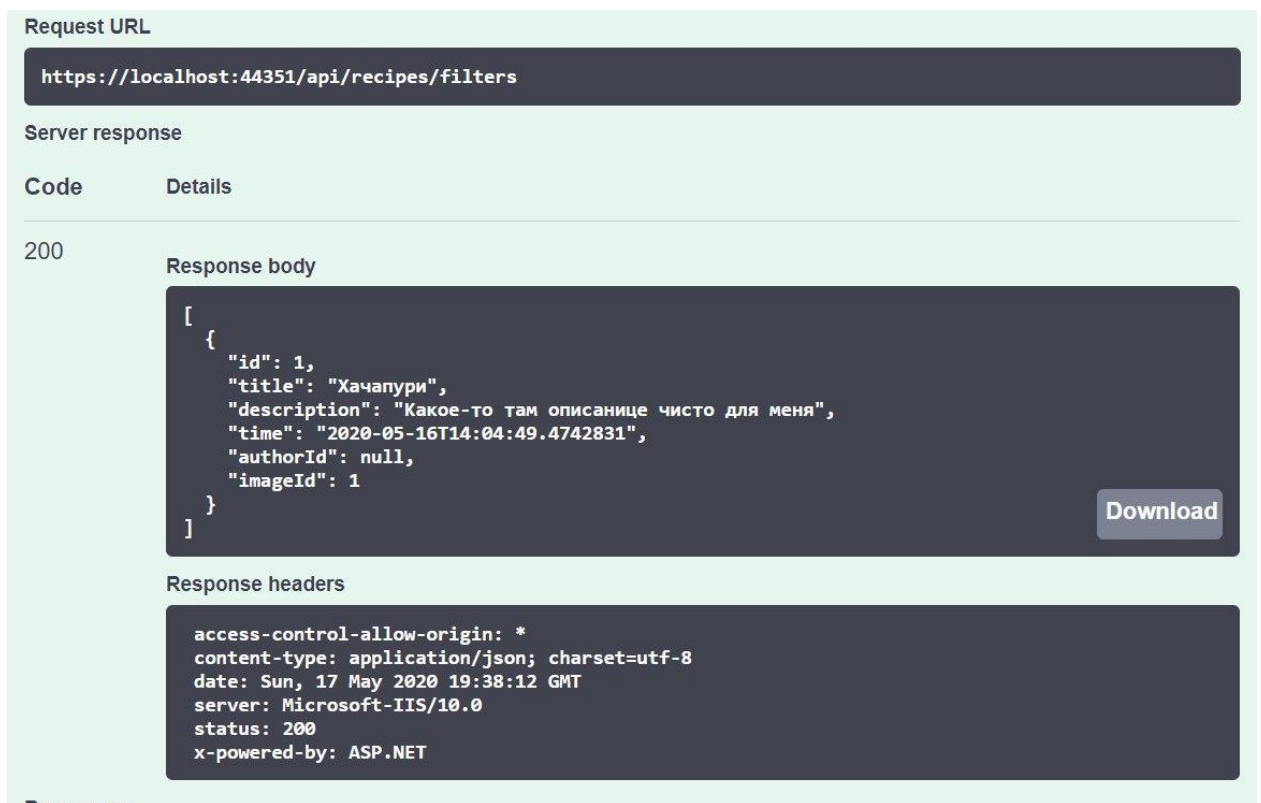 Request URL
https://localhost:44351/api/recipes/filters
Server response
Code Details
200
Response body
[
{
"id": 1,
"title": "Хачапури",
"description": "Какое-то там описанице чисто для меня",
"time": "2020-05-16T14:04:49.4742831",
"authorId": null,
"imageId": 1
}
]
Download
Response headers
access-control-allow-origin: *
content-type: application/json; charset=utf-8
date: Sun, 17 May 2020 19:38:12 GMT
server: Microsoft-IIS/10.0
status: 200
x-powered-by: ASP.NET